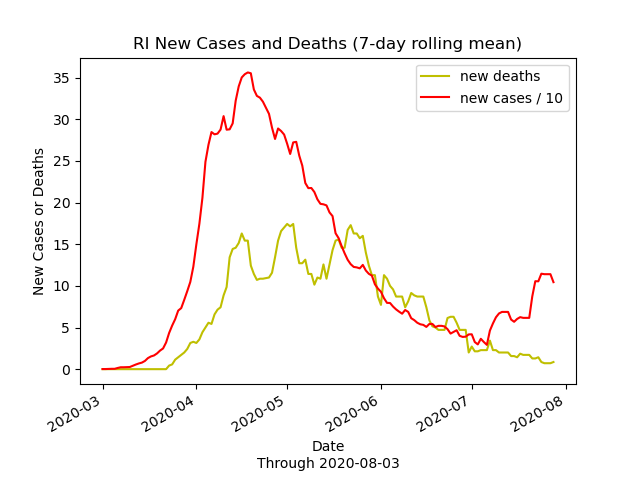 RI New Cases and Deaths (7-day rolling mean)
new deaths
new cases / 10
New Cases or Deaths
35
30
25
20
15
10
5
0
2020-03
2020-04
2020-05
2020-06
2020-07
2020-08
Date
Through 2020-08-03